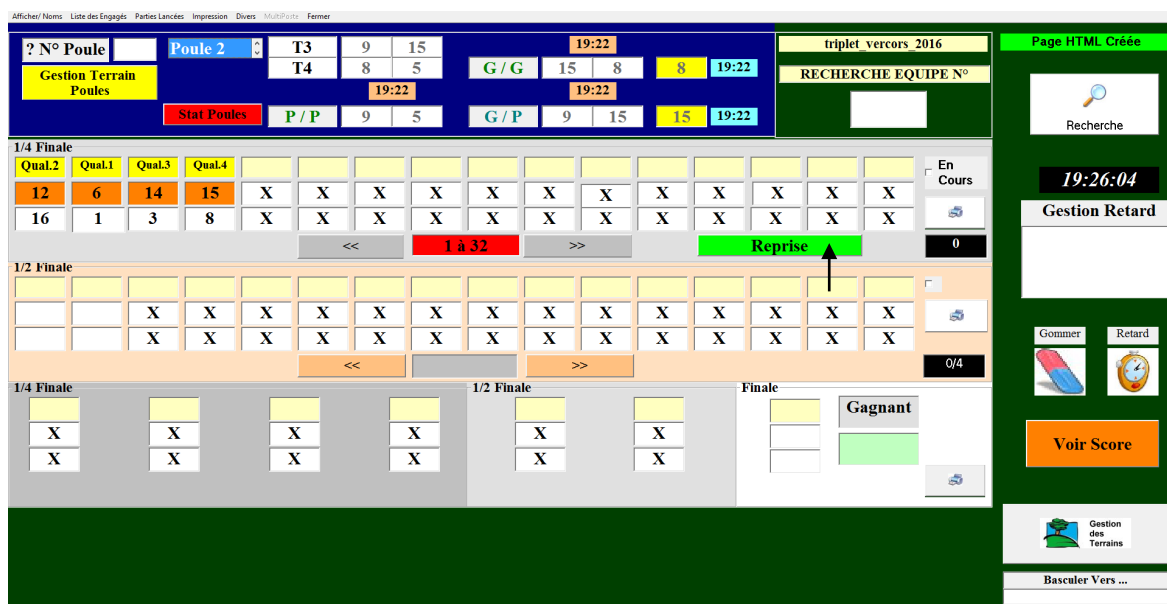 Afficher/ Noms Liste des Engagés Parties Lancées Impression Divers MultiPoste Fermer
? N° Poule Poule 2 T3 9 15 19:22 triplet_vercors_2016 Page HTML Créée
Gestion Terrain Poules T4 8 5 G / G 15 8 8 19:22 RECHERCHE EQUIPE N°
19:22 19:22
Stat Poules P / P 9 5 G / P 9 15 15 19:22
Recherche
1/4 Finale
Qual.2 Qual.1 Qual.3 Qual.4 En Cours
12 6 14 15 X X X X X X X X X X X
16 1 3 8 X X X X X X X X X X X
<< 1 à 32 >> Reprise 0
19:26:04
Gestion Retard
1/2 Finale
X X X X X X X X X X X X X
X X X X X X X X X X X X X
<< >> 0/4
Gommer Retard
1/4 Finale 1/2 Finale Finale
Gagnant
X X X X X X
X X X X X X
Voir Score
Gestion
des
Terrains
Basculer Vers ...